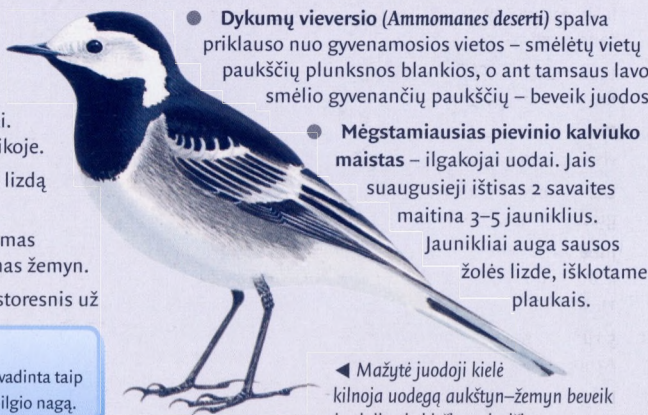 i.
ikoje.
lizdą
mas
nas žemyn.
storesnis už
vadinta taip
ilgio nagą.
● Dykumų vieversio (Ammomanes deserti) spalva
priklauso nuo gyvenamosios vietos – smėlėtų vietų
paukščių plunksnos blankios, o ant tamsaus lavo
smėlio gyvenančių paukščių – beveik juodos
● Mėgstamiausias pievinio kalviuko
maistas – ilgakojai uodai. Jais
suaugusieji ištisas 2 savaites
maitina 3–5 jauniklius.
Jaunikliai auga sausos
žolės lizde, išklotame
plaukais.
◀ Mažytė juodoji kielė
kilnoja uodegą aukštyn–žemyn beveik